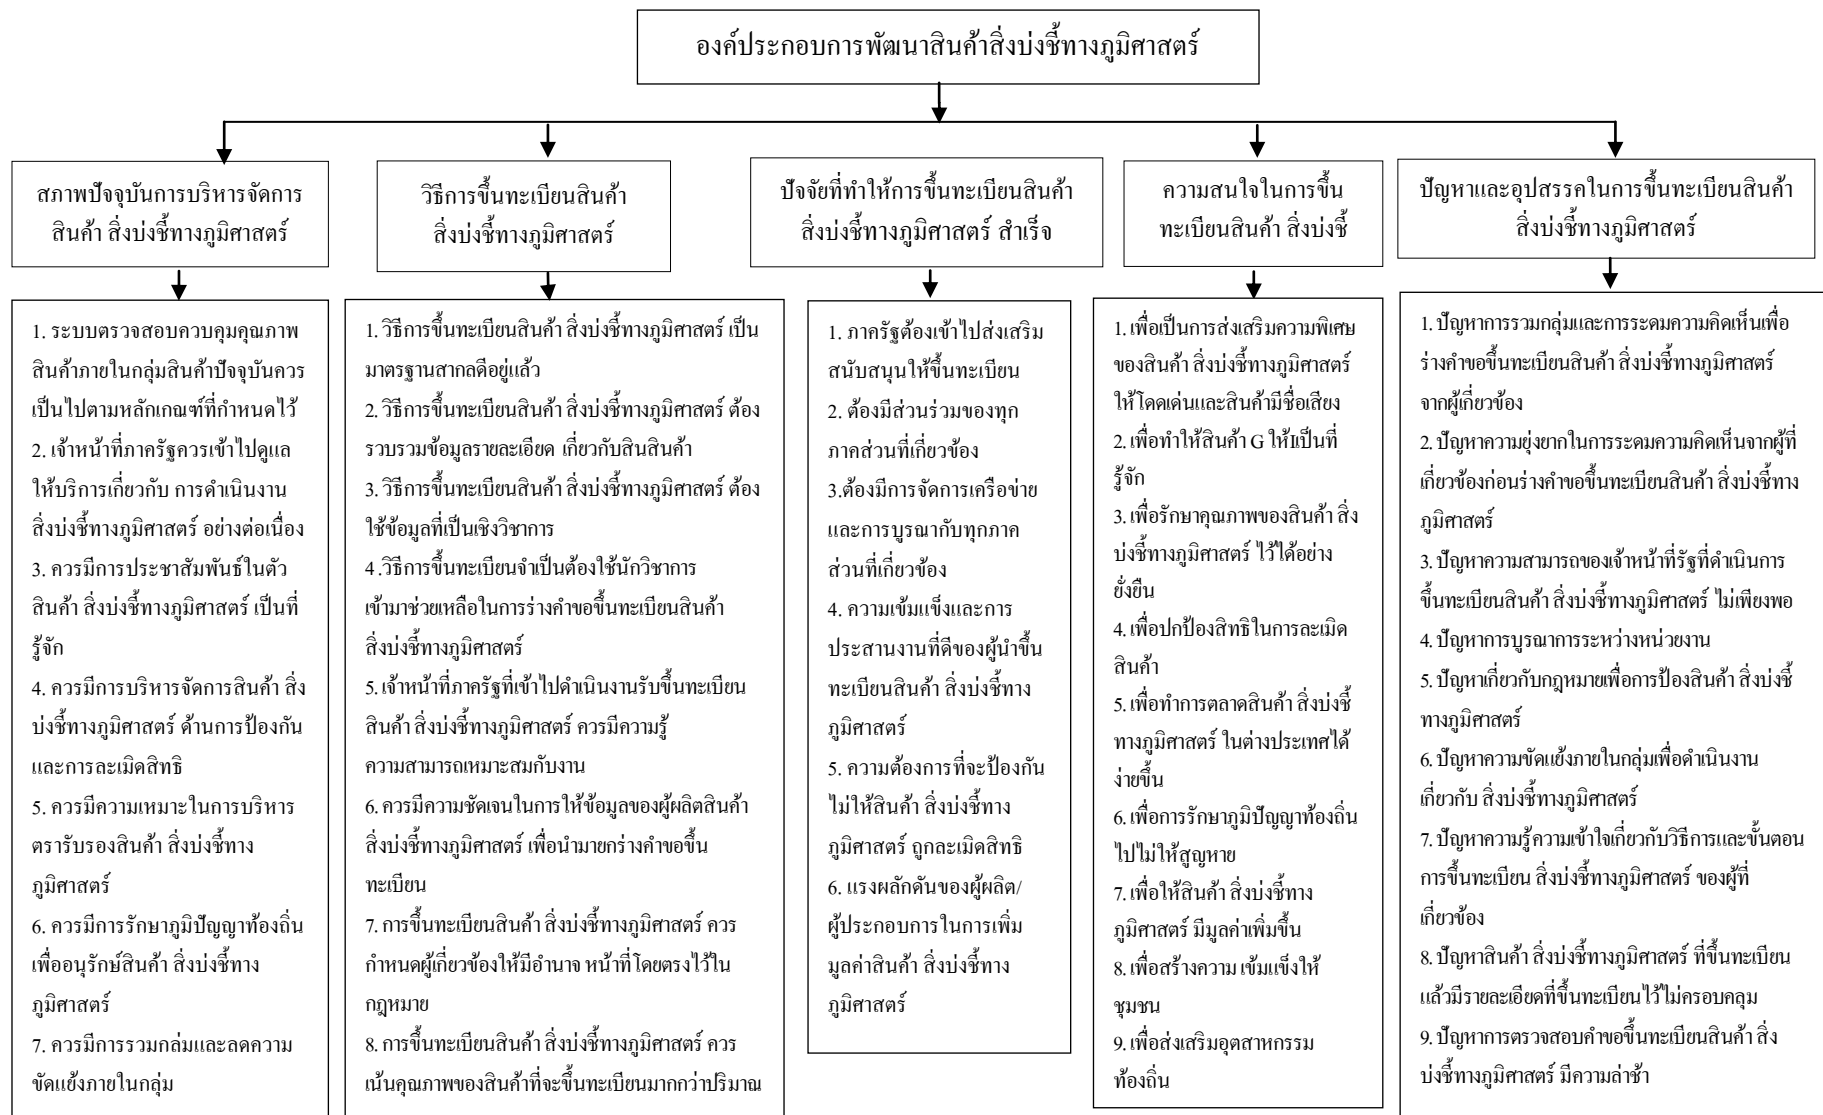 องค์ประกอบการพัฒนาสินค้าสิ่งบ่งชี้ทางภูมิศาสตร์
สภาพปัจจุบันการบริหารจัดการ
สินค้า สิ่งบ่งชี้ทางภูมิศาสตร์
วิธีการขึ้นทะเบียนสินค้า
สิ่งบ่งชี้ทางภูมิศาสตร์
ปัจจัยที่ทำให้การขึ้นทะเบียนสินค้า
สิ่งบ่งชี้ทางภูมิศาสตร์ สำเร็จ
ความสนใจในการขึ้น
ทะเบียนสินค้า สิ่งบ่งชี้
ปัญหาและอุปสรรคในการขึ้นทะเบียนสินค้า
สิ่งบ่งชี้ทางภูมิศาสตร์
1. ระบบตรวจสอบควบคุมคุณภาพ
สินค้าภายในกลุ่มสินค้าปัจจุบันควร
เป็นไปตามหลักเกณฑ์ที่กำหนดไว้
2. เจ้าหน้าที่ภาครัฐควรเข้าไปดูแล
ให้บริการเกี่ยวกับ การดำเนินงาน
สิ่งบ่งชี้ทางภูมิศาสตร์ อย่างต่อเนื่อง
3. ควรมีการประชาสัมพันธ์ในตัว
สินค้า สิ่งบ่งชี้ทางภูมิศาสตร์ เป็นที่
รู้จัก
4. ควรมีการบริหารจัดการสินค้า สิ่ง
บ่งชี้ทางภูมิศาสตร์ ด้านการป้องกัน
และการละเมิดสิทธิ
5. ควรมีความเหมาะในการบริหาร
ตรารับรองสินค้า สิ่งบ่งชี้ทาง
ภูมิศาสตร์
6. ควรมีการรักษาภูมิปัญญาท้องถิ่น
เพื่ออนุรักษ์สินค้า สิ่งบ่งชี้ทาง
ภูมิศาสตร์
7. ควรมีการรวมกล่มและลดความ
ขัดแย้งภายในกลุ่ม
1. วิธีการขึ้นทะเบียนสินค้า สิ่งบ่งชี้ทางภูมิศาสตร์ เป็น
มาตรฐานสากลดีอยู่แล้ว
2. วิธีการขึ้นทะเบียนสินค้า สิ่งบ่งชี้ทางภูมิศาสตร์ ต้อง
รวบรวมข้อมูลรายละเอียด เกี่ยวกับสินสินค้า
3. วิธีการขึ้นทะเบียนสินค้า สิ่งบ่งชี้ทางภูมิศาสตร์ ต้อง
ใช้ข้อมูลที่เป็นเชิงวิชาการ
4 .วิธีการขึ้นทะเบียนจำเป็นต้องใช้นักวิชาการ
เข้ามาช่วยเหลือในการร่างคำขอขึ้นทะเบียนสินค้า
สิ่งบ่งชี้ทางภูมิศาสตร์
5. เจ้าหน้าที่ภาครัฐที่เข้าไปดำเนินงานรับขึ้นทะเบียน
สินค้า สิ่งบ่งชี้ทางภูมิศาสตร์ ควรมีความรู้
ความสามารถเหมาะสมกับงาน
6. ควรมีความชัดเจนในการให้ข้อมูลของผู้ผลิตสินค้า
สิ่งบ่งชี้ทางภูมิศาสตร์ เพื่อนำมายกร่างคำขอขึ้น
ทะเบียน
7. การขึ้นทะเบียนสินค้า สิ่งบ่งชี้ทางภูมิศาสตร์ ควร
กำหนดผู้เกี่ยวข้องให้มีอำนาจ หน้าที่โดยตรงไว้ใน
กฎหมาย
8. การขึ้นทะเบียนสินค้า สิ่งบ่งชี้ทางภูมิศาสตร์ ควร
เน้นคุณภาพของสินค้าที่จะขึ้นทะเบียนมากกว่าปริมาณ
1. ภาครัฐต้องเข้าไปส่งเสริม
สนับสนุนให้ขึ้นทะเบียน
2. ต้องมีส่วนร่วมของทุก
ภาคส่วนที่เกี่ยวข้อง
3.ต้องมีการจัดการเครือข่าย
และการบูรณากับทุกภาค
ส่วนที่เกี่ยวข้อง
4. ความเข้มแข็งและการ
ประสานงานที่ดีของผู้นำขึ้น
ทะเบียนสินค้า สิ่งบ่งชี้ทาง
ภูมิศาสตร์
5. ความต้องการที่จะป้องกัน
ไม่ให้สินค้า สิ่งบ่งชี้ทาง
ภูมิศาสตร์ ถูกละเมิดสิทธิ
6. แรงผลักดันของผู้ผลิต/
ผู้ประกอบการในการเพิ่ม
มูลค่าสินค้า สิ่งบ่งชี้ทาง
ภูมิศาสตร์
1. เพื่อเป็นการส่งเสริมความพิเศษ
ของสินค้า สิ่งบ่งชี้ทางภูมิศาสตร์
ให้โดดเด่นและสินค้ามีชื่อเสียง
2. เพื่อทำให้สินค้า G ให้Iเป็นที่
รู้จัก
3. เพื่อรักษาคุณภาพของสินค้า สิ่ง
บ่งชี้ทางภูมิศาสตร์ ไว้ได้อย่าง
ยั่งยืน
4. เพื่อปกป้องสิทธิในการละเมิด
สินค้า
5. เพื่อทำการตลาดสินค้า สิ่งบ่งชี้
ทางภูมิศาสตร์ ในต่างประเทศได้
ง่ายขึ้น
6. เพื่อการรักษาภูมิปัญญาท้องถิ่น
ไปไม่ให้สูญหาย
7. เพื่อให้สินค้า สิ่งบ่งชี้ทาง
ภูมิศาสตร์ มีมูลค่าเพิ่มขึ้น
8. เพื่อสร้างความ เข้มแข็งให้
ชุมชน
9. เพื่อส่งเสริมอุตสาหกรรม
ท้องถิ่น
1. ปัญหาการรวมกลุ่มและการระดมความคิดเห็นเพื่อ
ร่างคำขอขึ้นทะเบียนสินค้า สิ่งบ่งชี้ทางภูมิศาสตร์
จากผู้เกี่ยวข้อง
2. ปัญหาความยุ่งยากในการระดมความคิดเห็นจากผู้ที่
เกี่ยวข้องก่อนร่างคำขอขึ้นทะเบียนสินค้า สิ่งบ่งชี้ทาง
ภูมิศาสตร์
3. ปัญหาความสามารถของเจ้าหน้าที่รัฐที่ดำเนินการ
ขึ้นทะเบียนสินค้า สิ่งบ่งชี้ทางภูมิศาสตร์ ไม่เพียงพอ
4. ปัญหาการบูรณาการระหว่างหน่วยงาน
5. ปัญหาเกี่ยวกับกฎหมายเพื่อการป้องสินค้า สิ่งบ่งชี้
ทางภูมิศาสตร์
6. ปัญหาความขัดแย้งภายในกลุ่มเพื่อดำเนินงาน
เกี่ยวกับ สิ่งบ่งชี้ทางภูมิศาสตร์
7. ปัญหาความรู้ความเข้าใจเกี่ยวกับวิธีการและขั้นตอน
การขึ้นทะเบียน สิ่งบ่งชี้ทางภูมิศาสตร์ ของผู้ที่
เกี่ยวข้อง
8. ปัญหาสินค้า สิ่งบ่งชี้ทางภูมิศาสตร์ ที่ขึ้นทะเบียน
แล้วมีรายละเอียดที่ขึ้นทะเบียนไว้ไม่ครอบคลุม
9. ปัญหาการตรวจสอบคำขอขึ้นทะเบียนสินค้า สิ่ง
บ่งชี้ทางภูมิศาสตร์ มีความล่าช้า